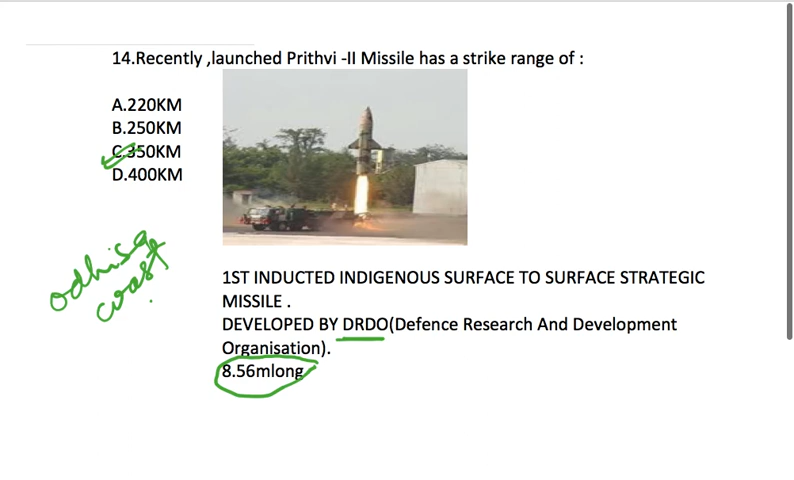 14.Recently ,launched Prithvi -II Missile has a strike range of :
A.220KM
B.250KM
C.350KM
D.400KM
odhisa
coast
1ST INDUCTED INDIGENOUS SURFACE TO SURFACE STRATEGIC
MISSILE .
DEVELOPED BY DRDO(Defence Research And Development
Organisation).
8.56mlong